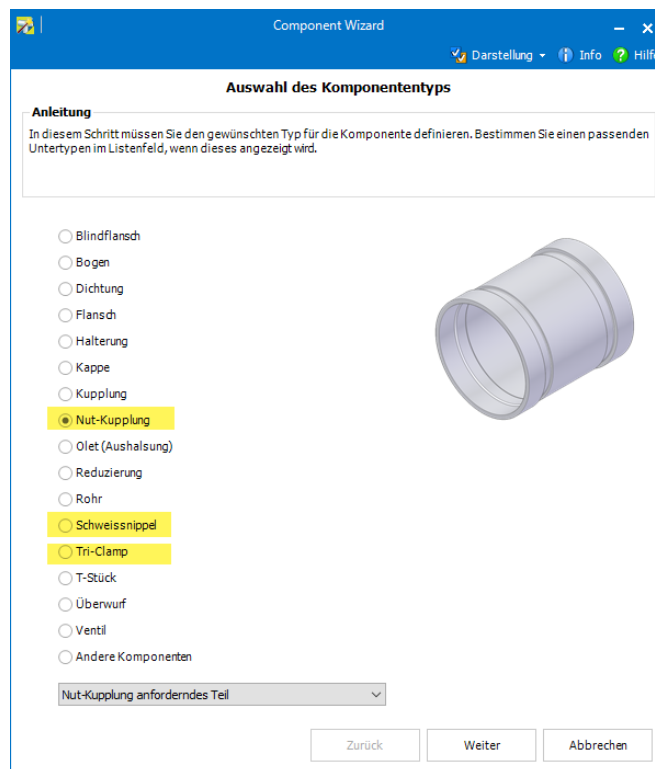 Component Wizard
Darstellung Info Hilfe
Auswahl des Komponententyps
Anleitung
In diesem Schritt müssen Sie den gewünschten Typ für die Komponente definieren. Bestimmen Sie einen passenden
Untertypen im Listenfeld, wenn dieses angezeigt wird.
Blindflansch
Bogen
Dichtung
Flansch
Halterung
Kappe
Kupplung
Nut-Kupplung
Olet (Aushalsung)
Reduzierung
Rohr
Schweissnippel
Tri-Clamp
T-Stück
Überwurf
Ventil
Andere Komponenten
Nut-Kupplung anforderndes Teil
Zurück Weiter Abbrechen